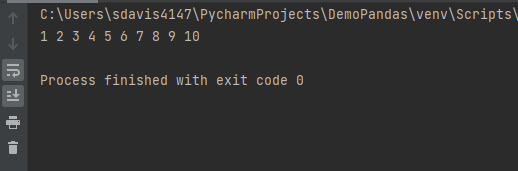 C:\Users\sdavis4147\PycharmProjects\DemoPandas\venv\Scripts\
1 2 3 4 5 6 7 8 9 10
Process finished with exit code 0